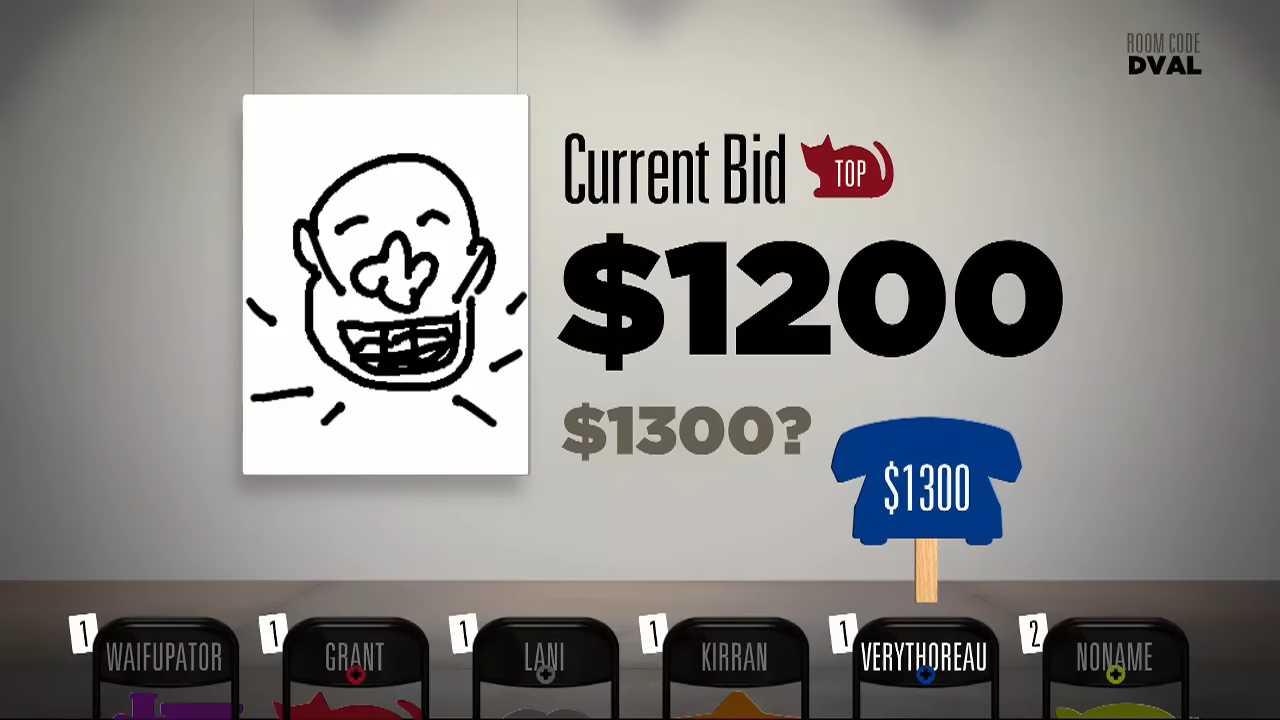 ROOM CODE
DVAL
Current Bid TOP
$1200
$1300?
$1300
1 WAIFUPATOR 1 GRANT 1 LANI 1 KIRRAN 1 VERYTHOREAU 2 NONAME